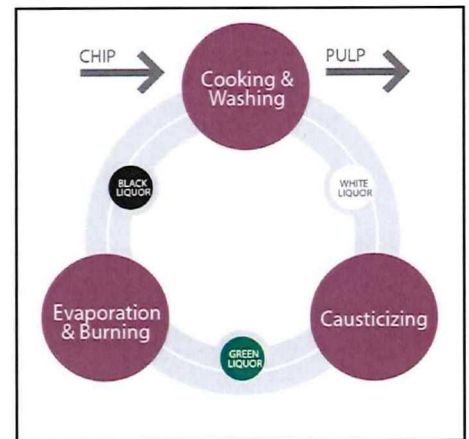 CHIP
PULP
Cooking &
Washing
BLACK
LIQUOR
WHITE
LIQUOR
Evaporation
& Burning
Causticizing
GREEN
LIQUOR